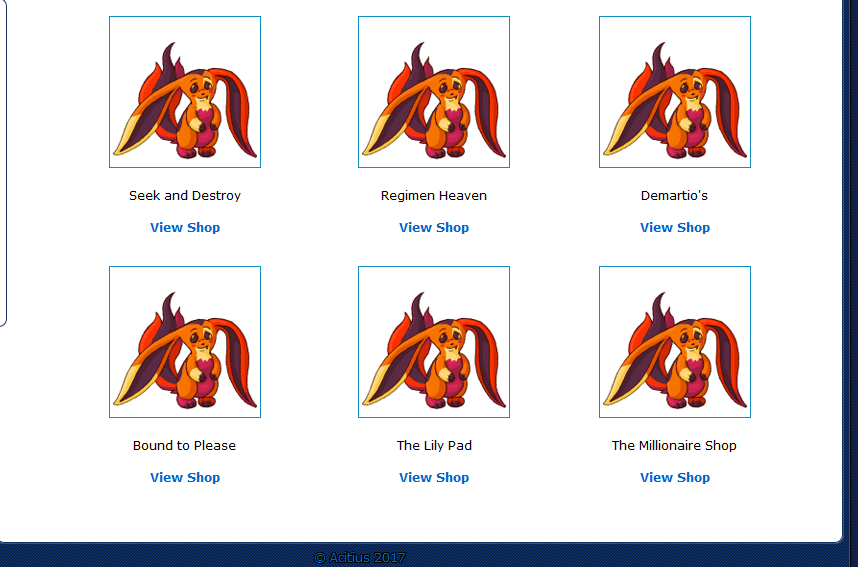 Seek and Destroy
Regimen Heaven
Demartio's
View Shop
View Shop
View Shop
Bound to Please
The Lily Pad
The Millionaire Shop
View Shop
View Shop
View Shop
© Acitius 2017